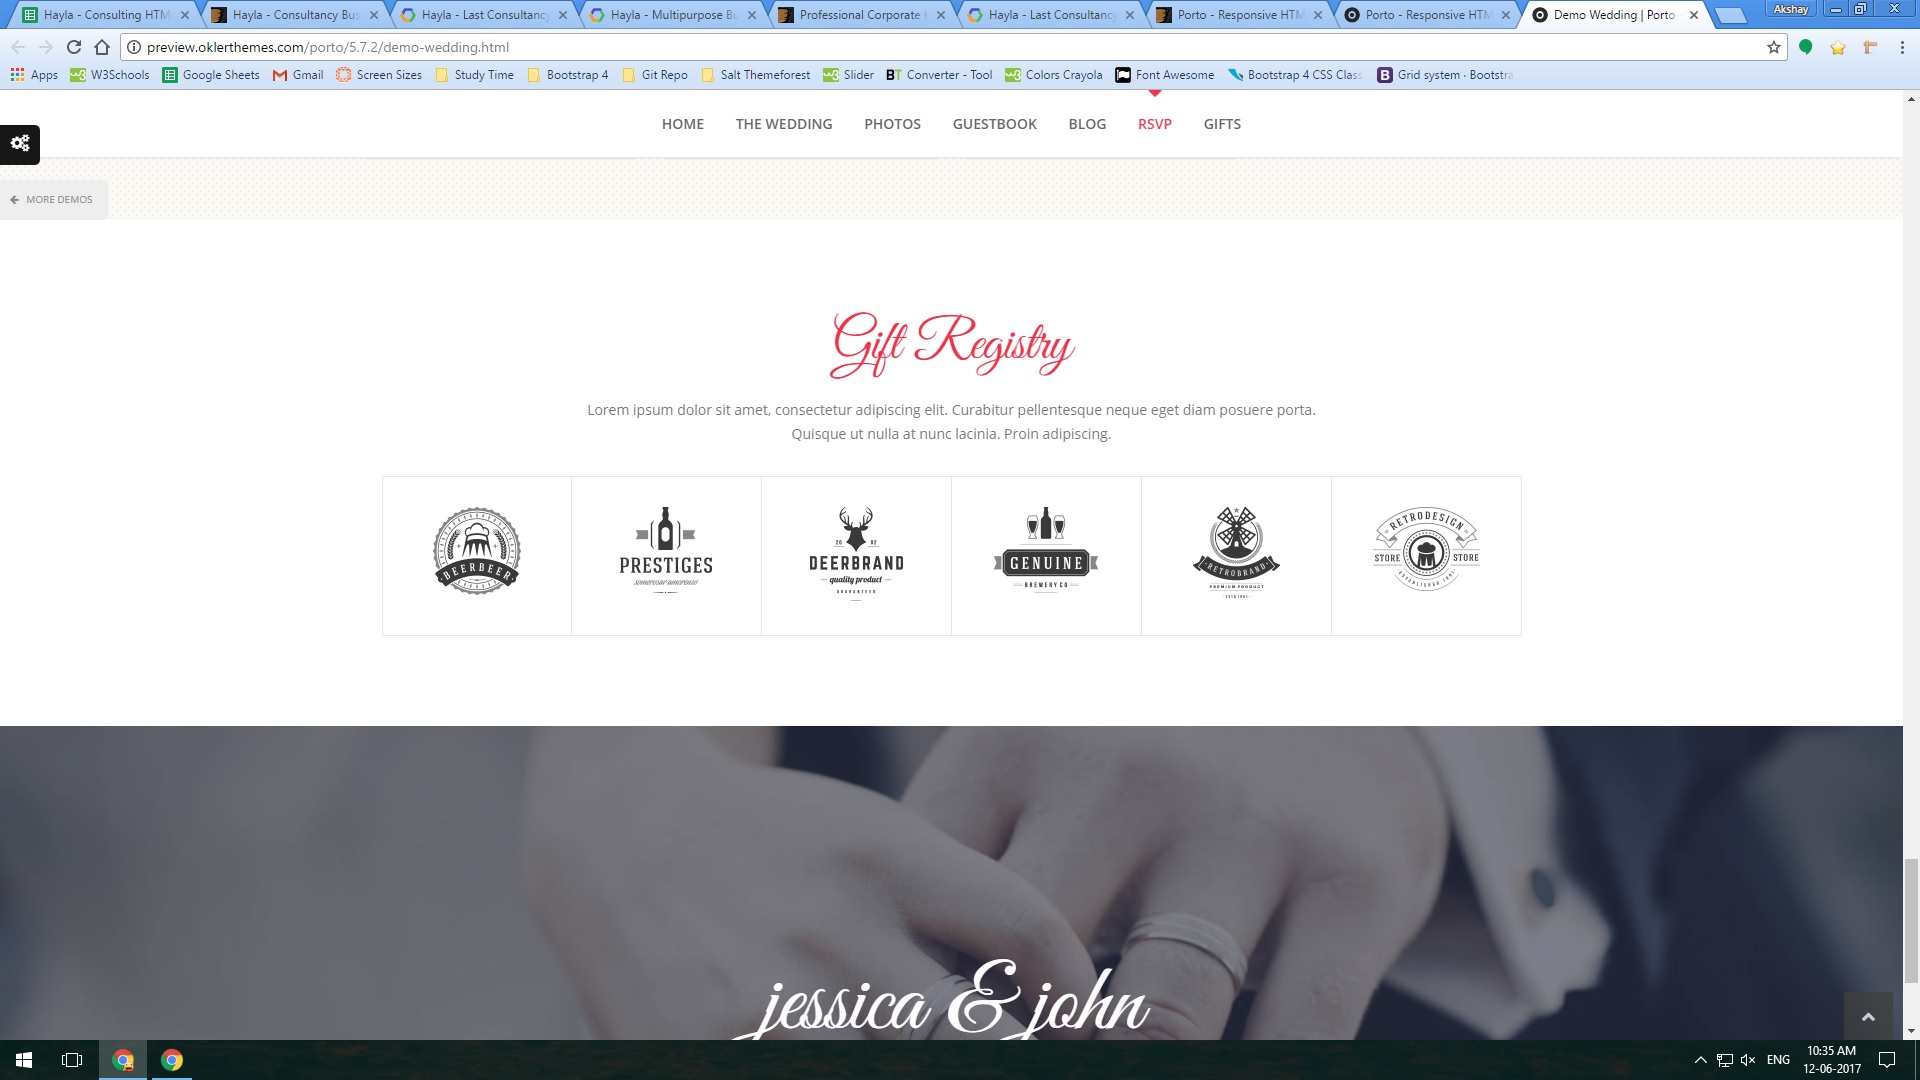 Hayla - Consulting HTM
Hayla - Consultancy Bus
Hayla - Last Consultancy
Hayla - Multipurpose Bu
Professional Corporate H
Hayla - Last Consultancy
Porto - Responsive HTM
Porto - Responsive HTM
Demo Wedding | Porto
Akshay
preview.oklerthemes.com/porto/5.7.2/demo-wedding.html
Apps
W3Schools
Google Sheets
Gmail
Screen Sizes
Study Time
Bootstrap 4
Git Repo
Salt Themeforest
Slider
BT Converter - Tool
Colors Crayola
Font Awesome
Bootstrap 4 CSS Class
B Grid system · Bootstra
HOME THE WEDDING PHOTOS GUESTBOOK BLOG RSVP GIFTS
MORE DEMOS
Gift Registry
Lorem ipsum dolor sit amet, consectetur adipiscing elit. Curabitur pellentesque neque eget diam posuere porta.
Quisque ut nulla at nunc lacinia. Proin adipiscing.
DEERBEER
PRESTIGES
20 02
DEERBRAND
quality product
GUARANTEED
GENUINE
BREWERY CO
RETROBRAND
PREMIUM PRODUCT
RETRODESIGN
STORE STORE
jessica & john
ENG
10:35 AM
12-06-2017